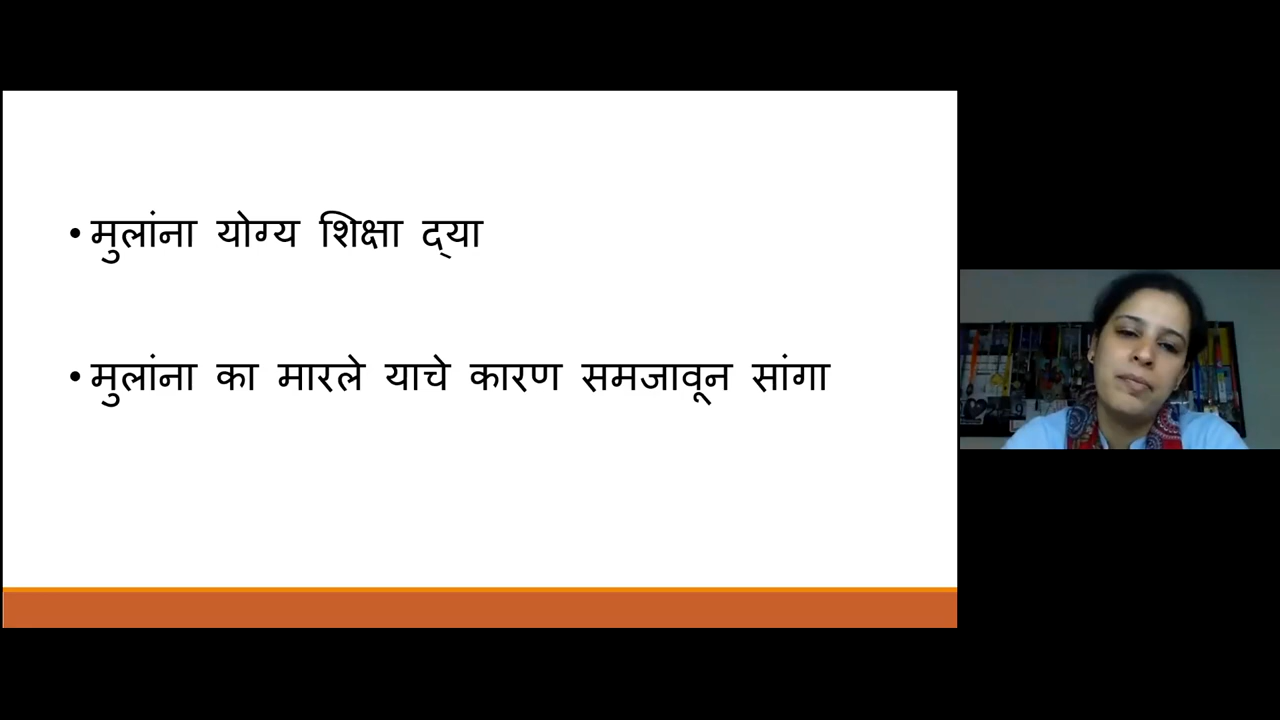 • मुलांना योग्य शिक्षा द्या
• मुलांना का मारले याचे कारण समजावून सांगा